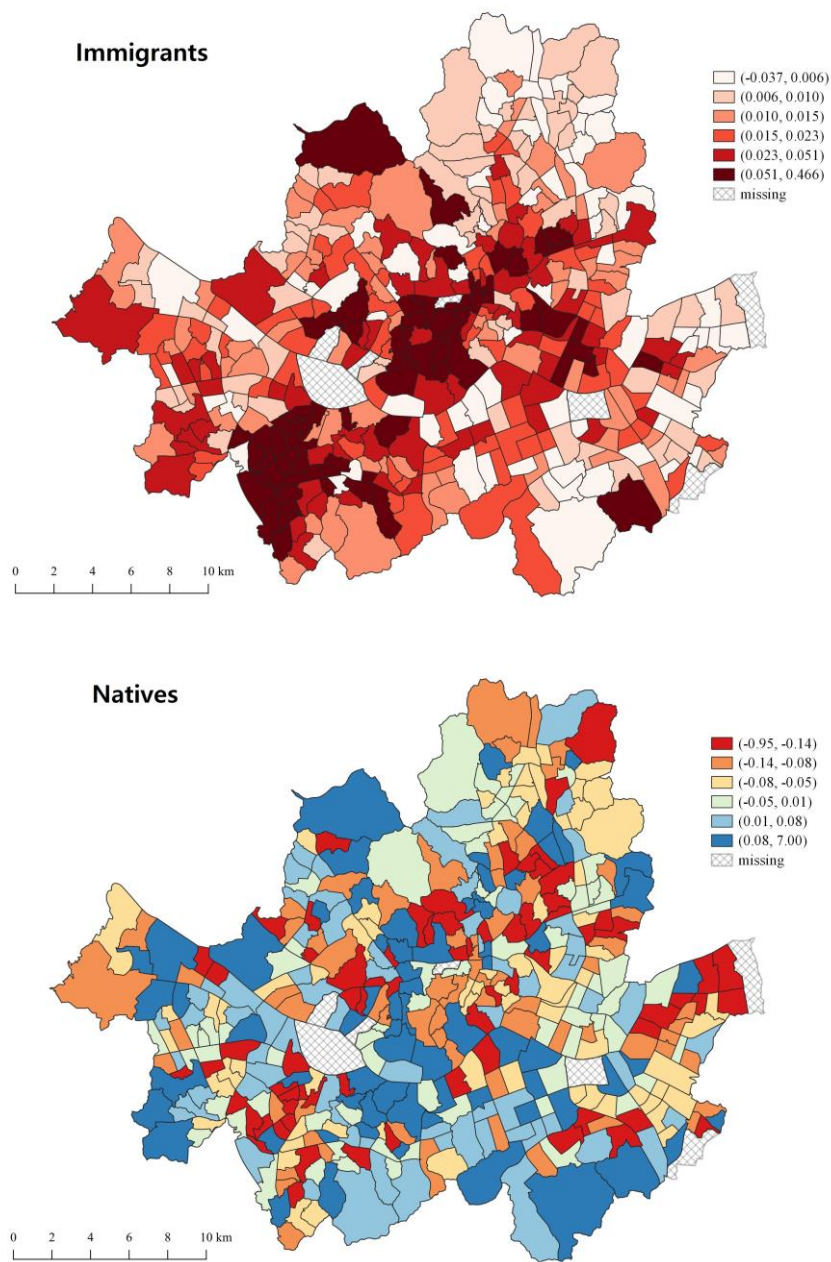 Immigrants
(-0.037, 0.006)
(0.006, 0.010)
(0.010, 0.015)
(0.015, 0.023)
(0.023, 0.051)
(0.051, 0.466)
missing
0 2 4 6 8 10 km
Natives
(-0.95, -0.14)
(-0.14, -0.08)
(-0.08, -0.05)
(-0.05, 0.01)
(0.01, 0.08)
(0.08, 7.00)
missing
0 2 4 6 8 10 km